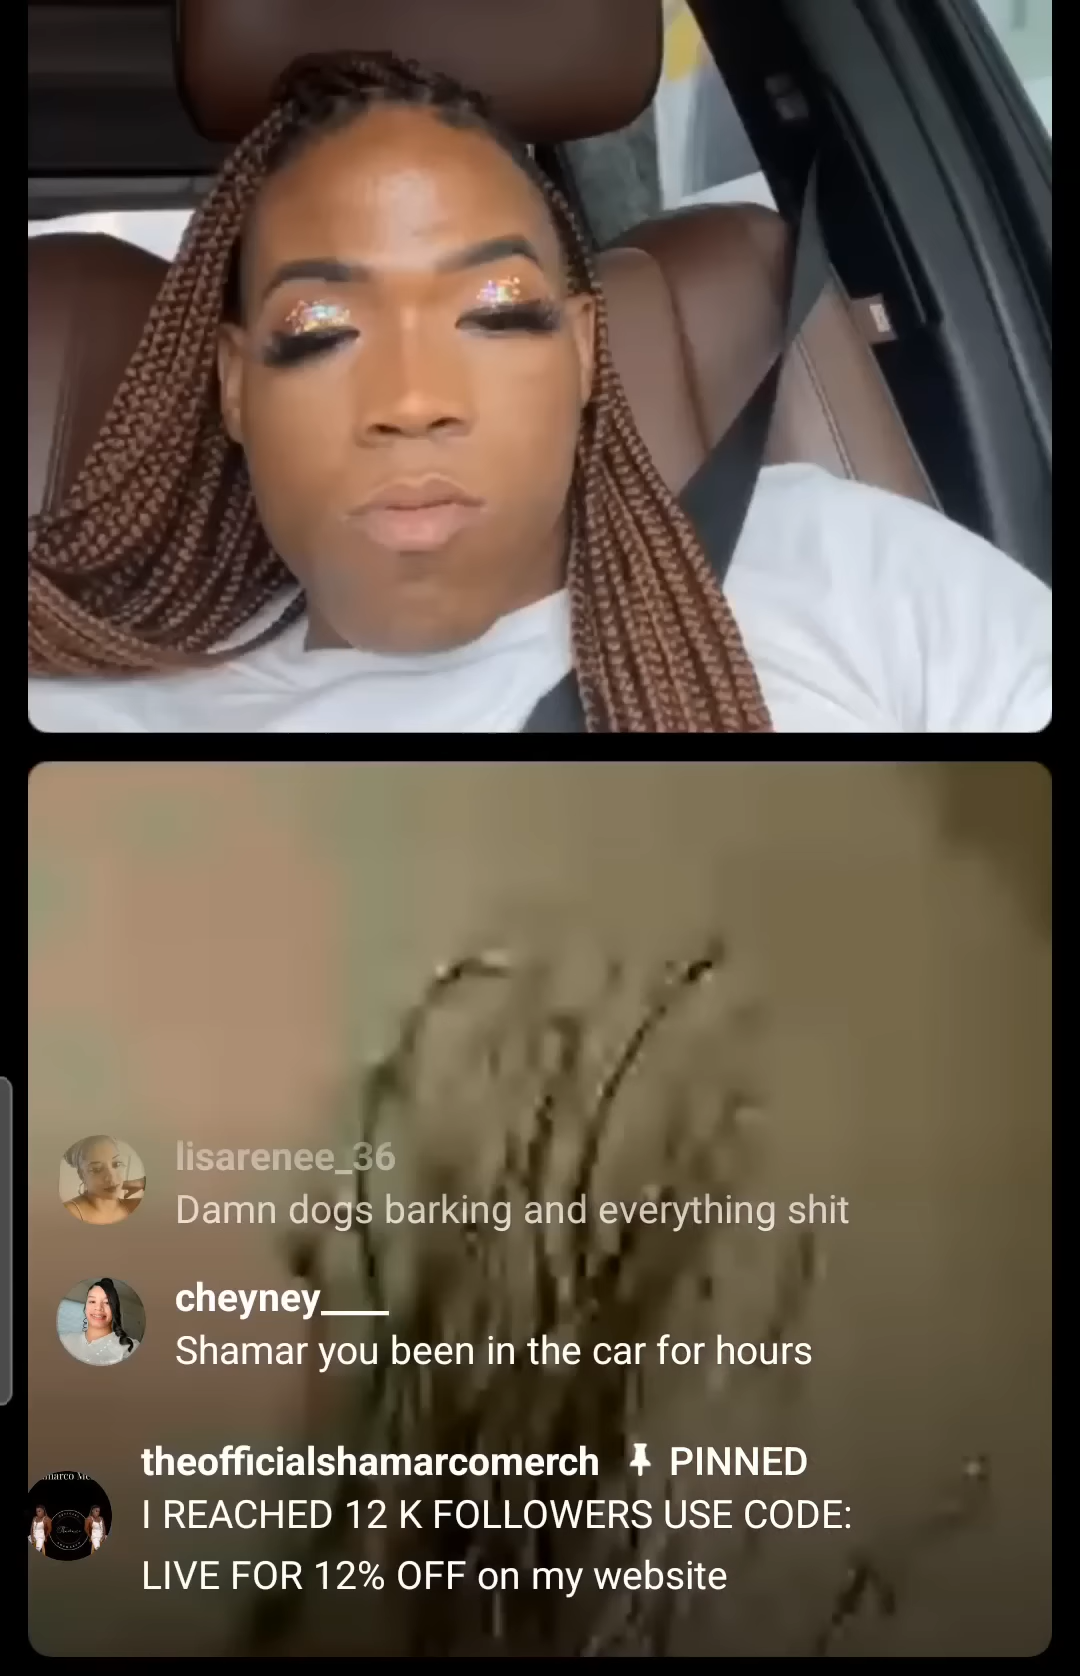 lisarenee_36
Damn dogs barking and everything shit
cheyney____
Shamar you been in the car for hours
theofficialshamarcomerch PINNED
I REACHED 12 K FOLLOWERS USE CODE:
LIVE FOR 12% OFF on my website